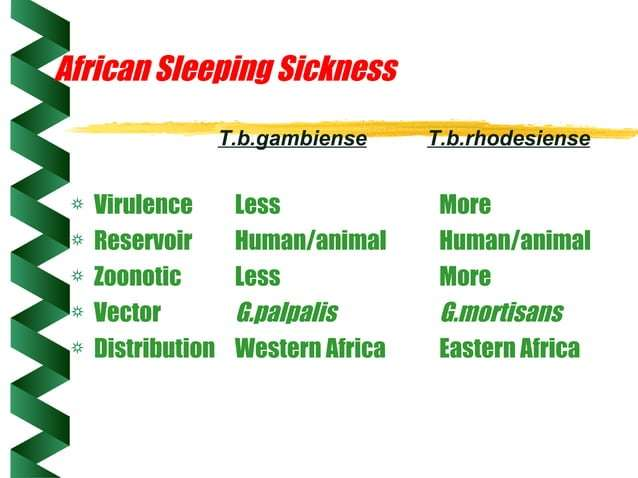 African Sleeping Sickness
T.b.gambiense T.b.rhodesiense
Virulence Less More
Reservoir Human/animal Human/animal
Zoonotic Less More
Vector G.palpalis G.mortisans
Distribution Western Africa Eastern Africa